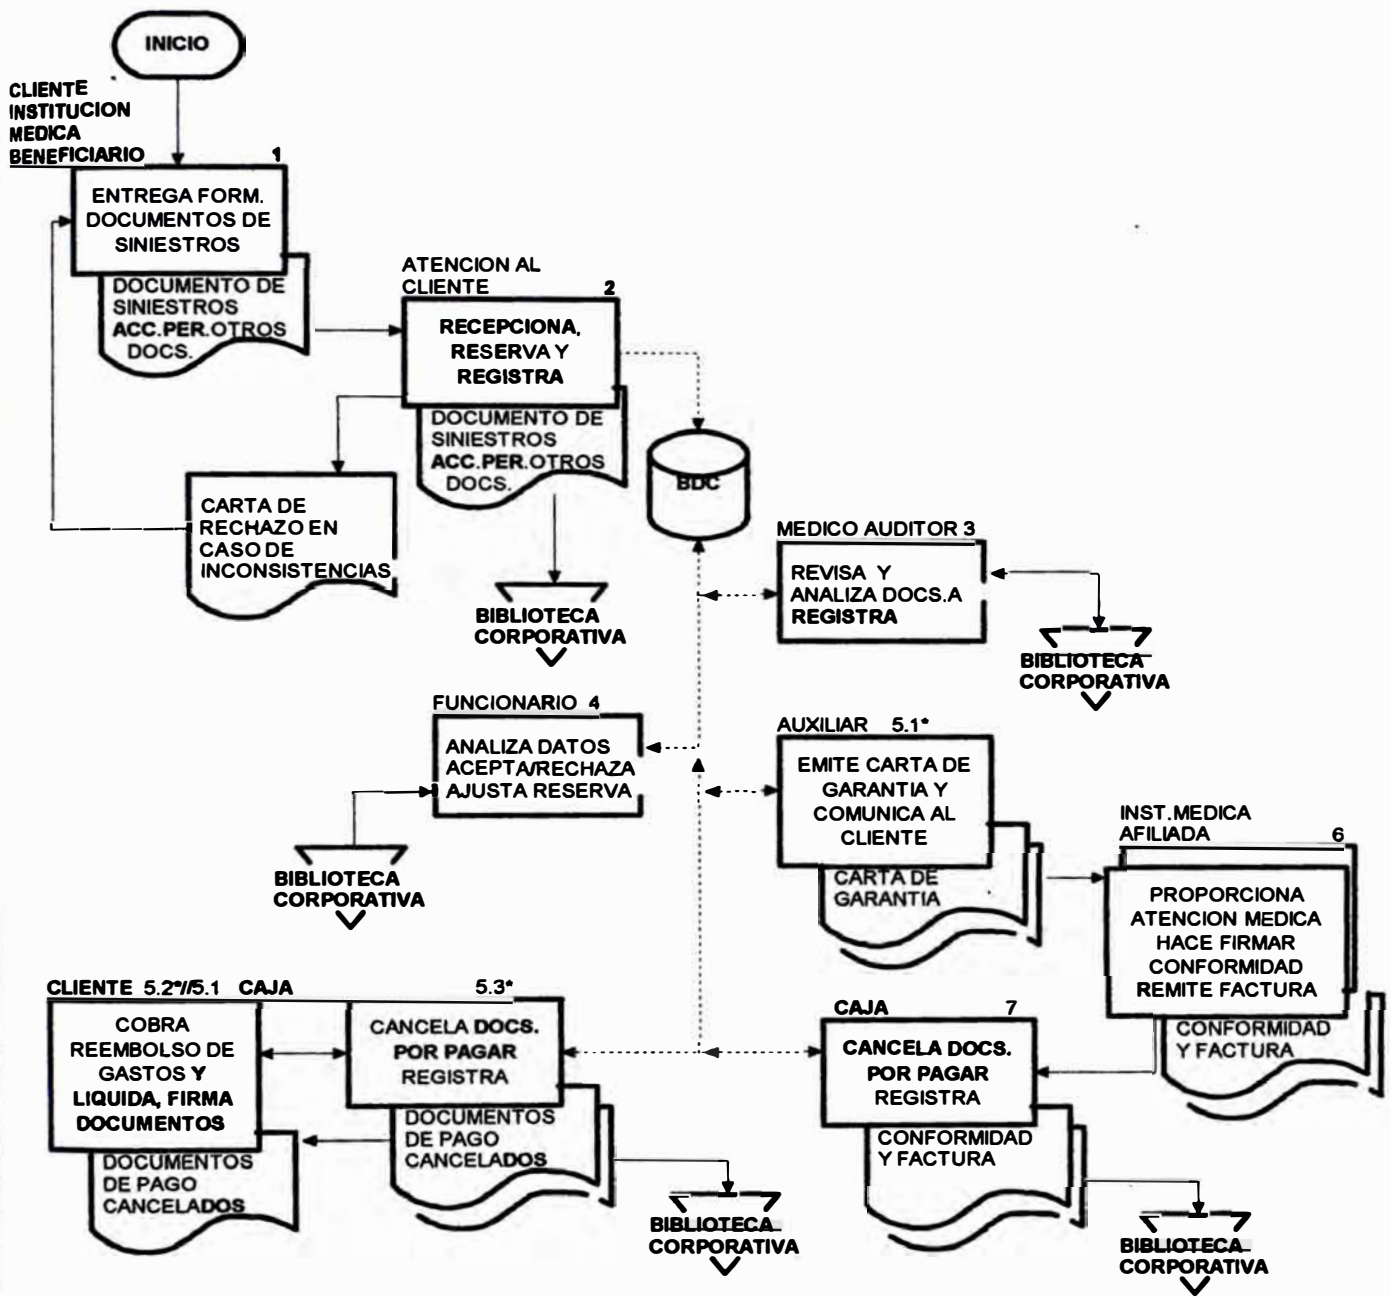 INICIO
CLIENTE
INSTITUCION
MEDICA
BENEFICIARIO 1
ENTREGA FORM.
DOCUMENTOS DE
SINIESTROS
DOCUMENTO DE
SINIESTROS
ACC.PER.OTROS
DOCS.
ATENCION AL
CLIENTE 2
RECEPCIONA,
RESERVA Y
REGISTRA
DOCUMENTO DE
SINIESTROS
ACC.PER.OTROS
DOCS.
BDC
CARTA DE
RECHAZO EN
CASO DE
INCONSISTENCIAS
BIBLIOTECA
CORPORATIVA
MEDICO AUDITOR 3
REVISA Y
ANALIZA DOCS.A
REGISTRA
BIBLIOTECA
CORPORATIVA
FUNCIONARIO 4
ANALIZA DATOS
ACEPTA/RECHAZA
AJUSTA RESERVA
BIBLIOTECA
CORPORATIVA
AUXILIAR 5.1*
EMITE CARTA DE
GARANTIA Y
COMUNICA AL
CLIENTE
CARTA DE
GARANTIA
INST.MEDICA
AFILIADA 6
PROPORCIONA
ATENCION MEDICA
HACE FIRMAR
CONFORMIDAD
REMITE FACTURA
CONFORMIDAD
Y FACTURA
CLIENTE 5.2*//5.1 CAJA 5.3*
COBRA
REEMBOLSO DE
GASTOS Y
LIQUIDA, FIRMA
DOCUMENTOS
DOCUMENTOS
DE PAGO
CANCELADOS
CANCELA DOCS.
POR PAGAR
REGISTRA
DOCUMENTOS
DE PAGO
CANCELADOS
BIBLIOTECA
CORPORATIVA
CAJA 7
CANCELA DOCS.
POR PAGAR
REGISTRA
CONFORMIDAD
Y FACTURA
BIBLIOTECA
CORPORATIVA